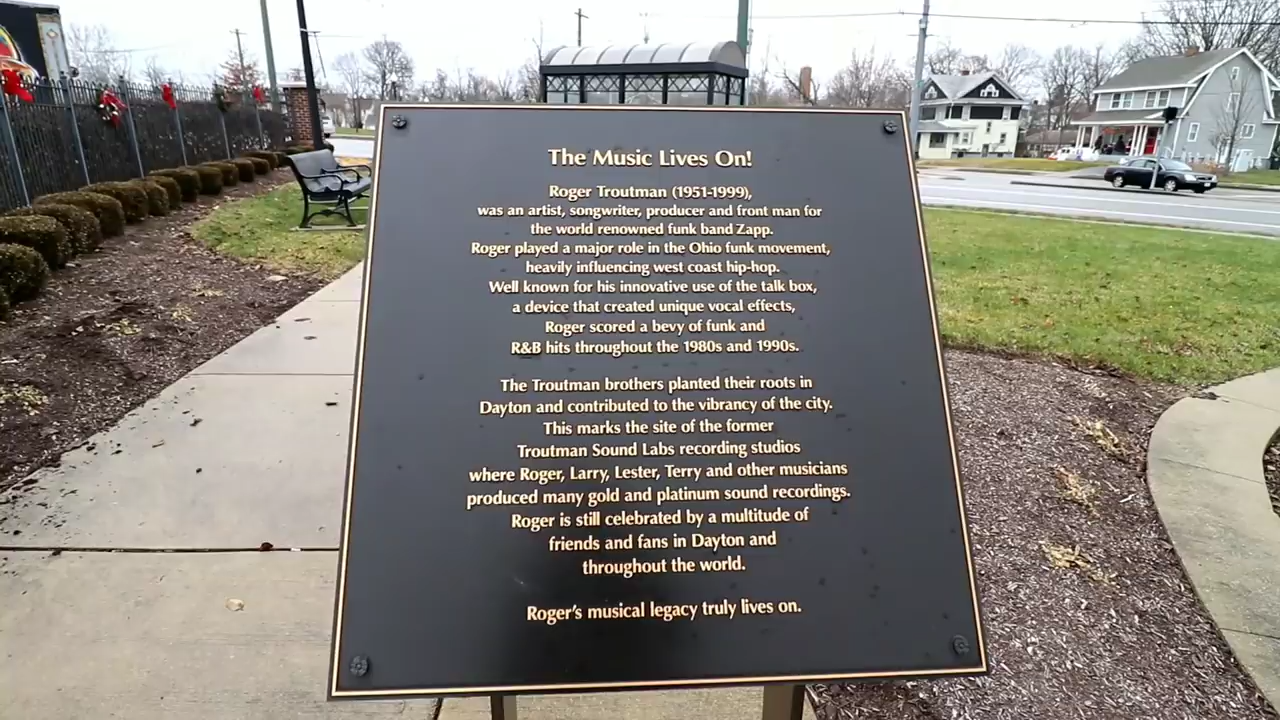 The Music Lives On!
Roger Troutman (1951-1999),
was an artist, songwriter, producer and front man for
the world renowned funk band Zapp.
Roger played a major role in the Ohio funk movement,
heavily influencing west coast hip-hop.
Well known for his innovative use of the talk box,
a device that created unique vocal effects,
Roger scored a bevy of funk and
R&B hits throughout the 1980s and 1990s.
The Troutman brothers planted their roots in
Dayton and contributed to the vibrancy of the city.
This marks the site of the former
Troutman Sound Labs recording studios
where Roger, Larry, Lester, Terry and other musicians
produced many gold and platinum sound recordings.
Roger is still celebrated by a multitude of
friends and fans in Dayton and
throughout the world.
Roger's musical legacy truly lives on.